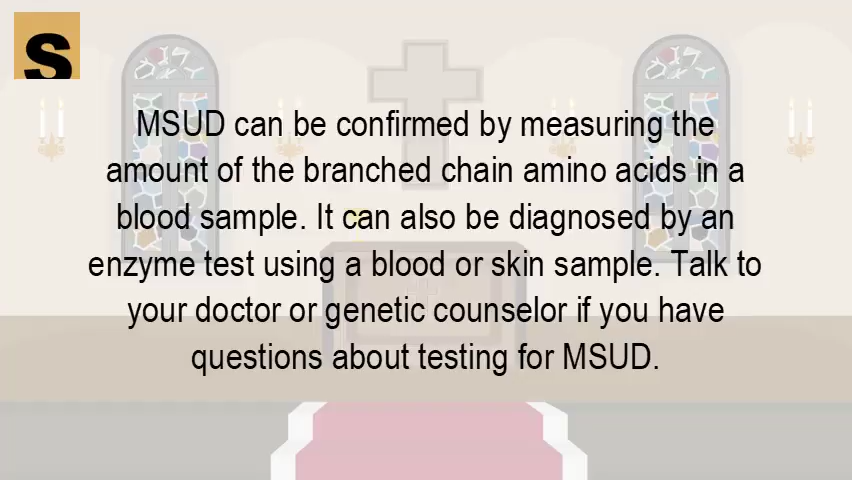 S
MSUD can be confirmed by measuring the
amount of the branched chain amino acids in a
blood sample. It can also be diagnosed by an
enzyme test using a blood or skin sample. Talk to
your doctor or genetic counselor if you have
questions about testing for MSUD.